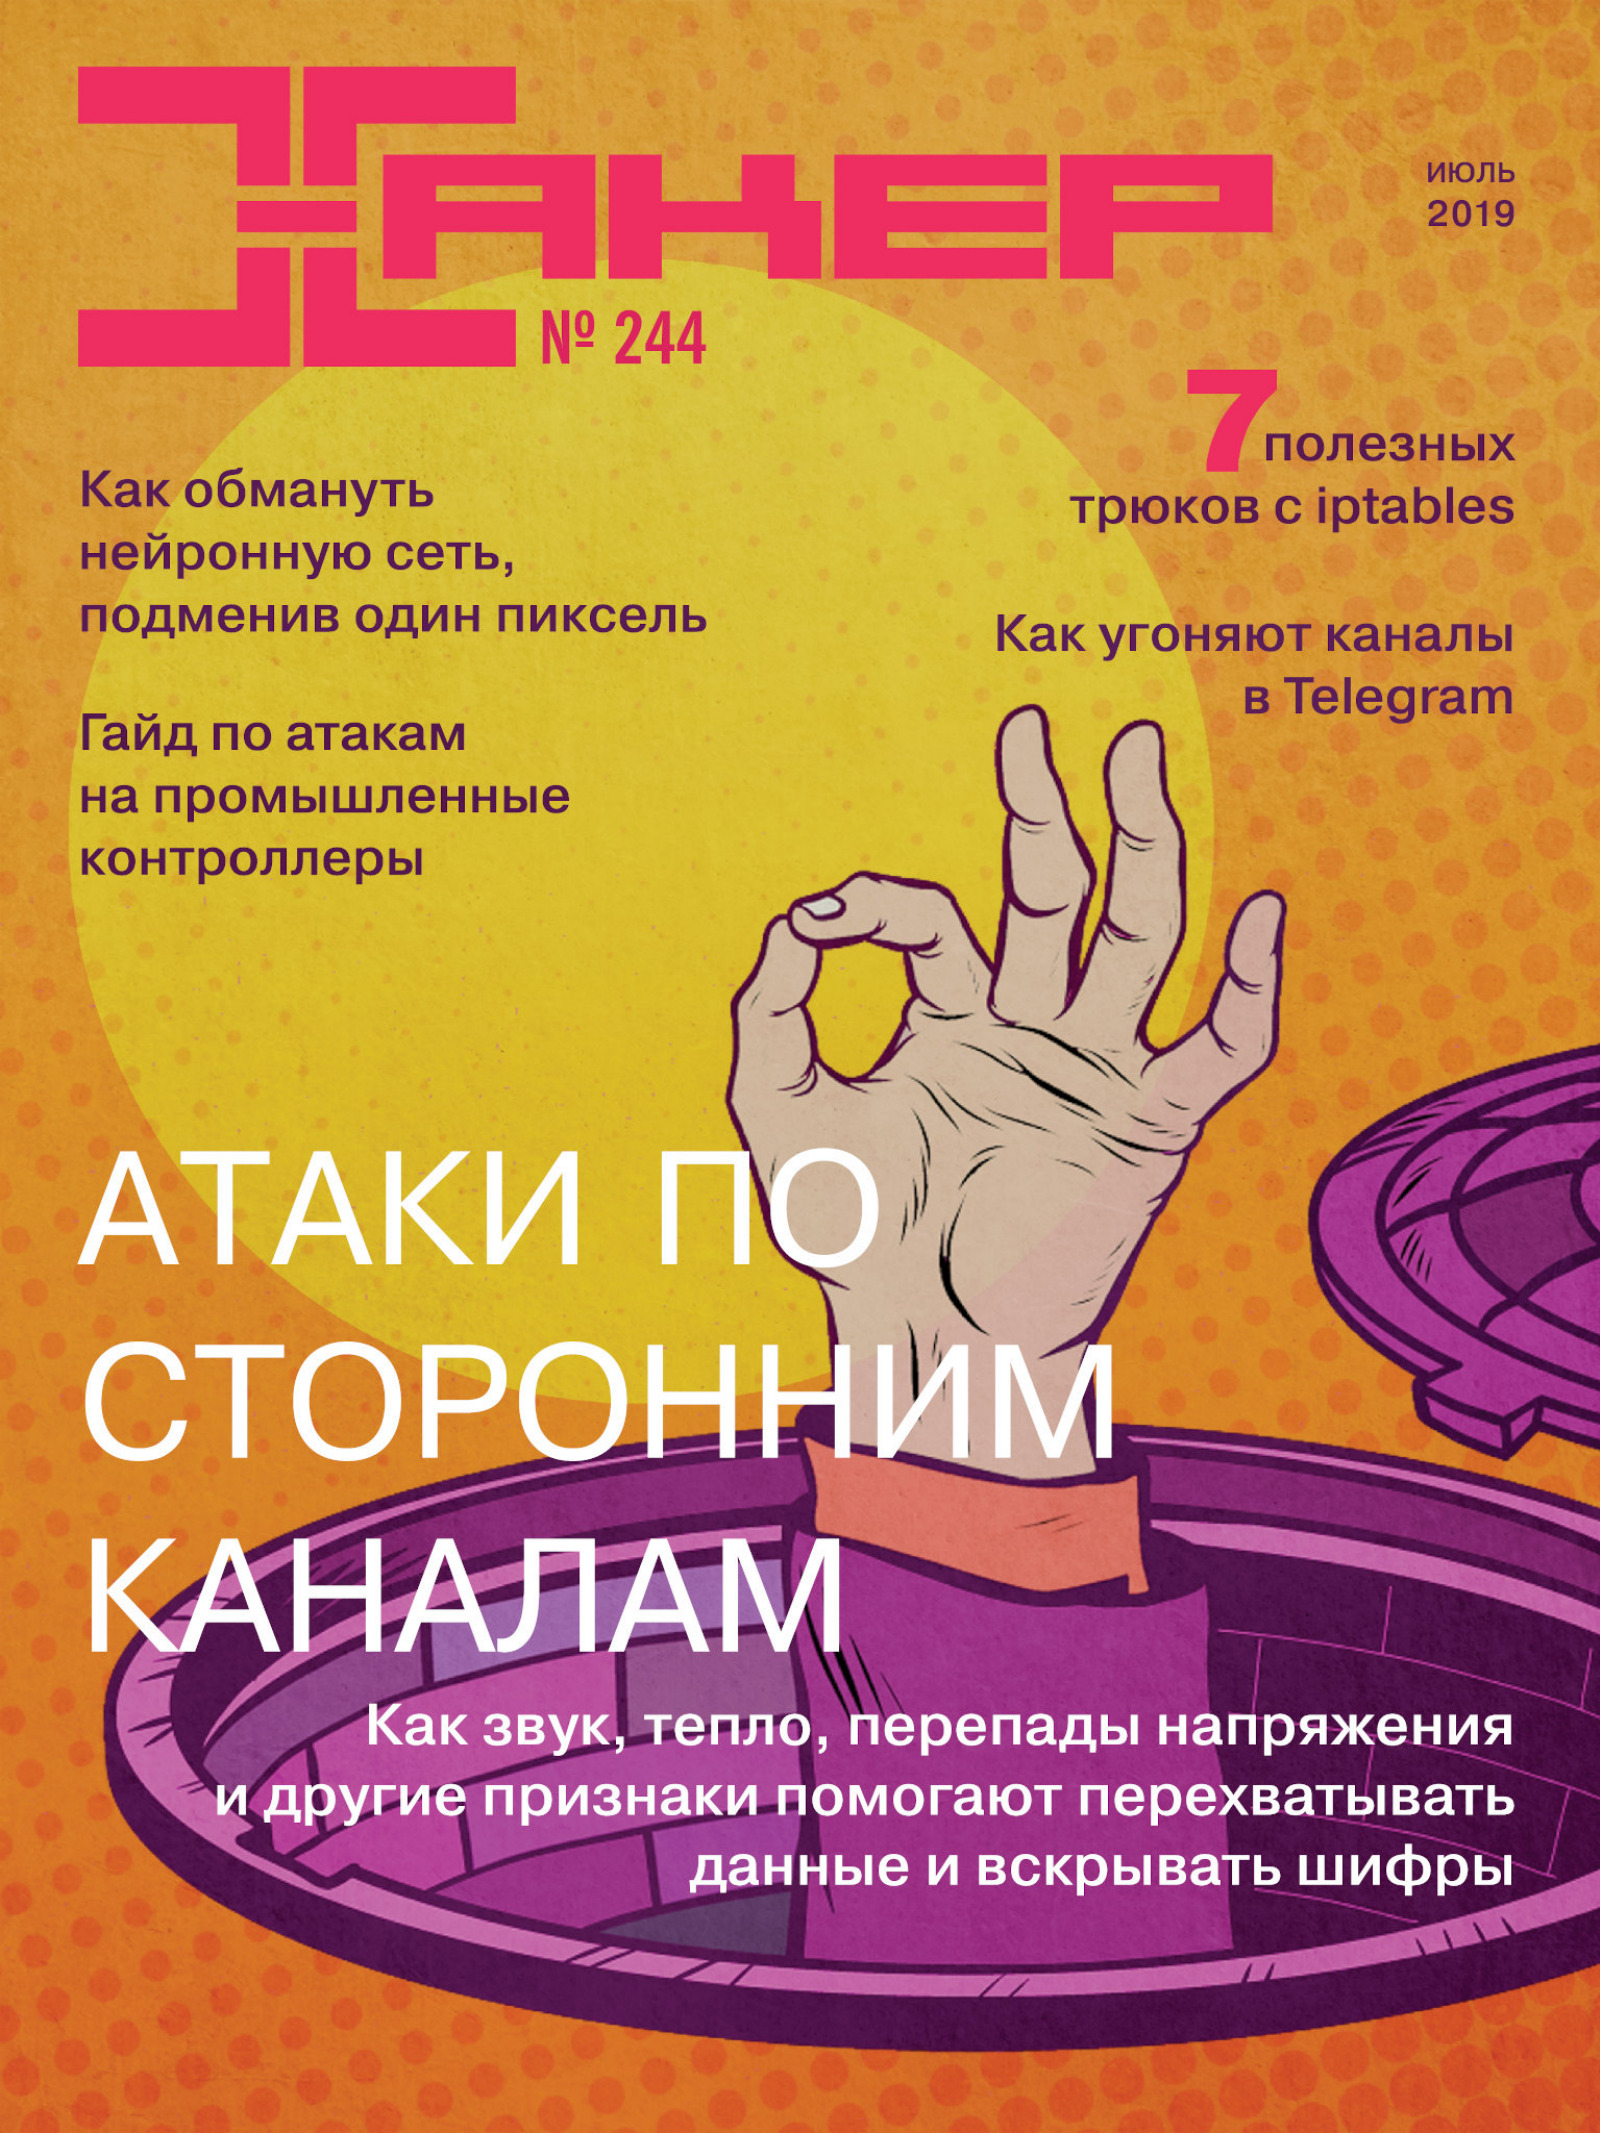 ХАКЕР
ИЮЛЬ
2019
№ 244
7 полезных
трюков с iptables
Как обмануть
нейронную сеть,
подменив один пиксель
Как угоняют каналы
в Telegram
Гайд по атакам
на промышленные
контроллеры
АТАКИ ПО
СТОРОННИМ
КАНАЛАМ
Как звук, тепло, перепады напряжения
и другие признаки помогают перехватывать
данные и вскрывать шифры